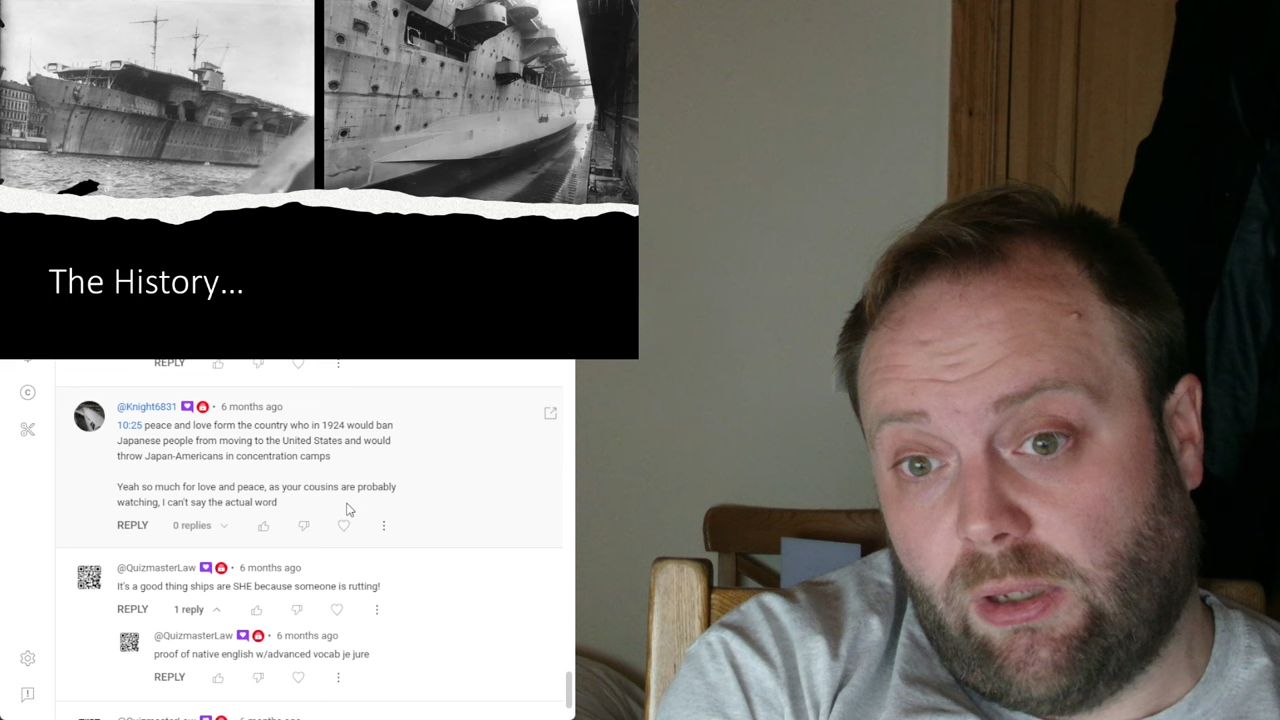 The History...
REPLY
@Knight6831 • 6 months ago
10:25 peace and love form the country who in 1924 would ban
Japanese people from moving to the United States and would
throw Japan-Americans in concentration camps
Yeah so much for love and peace, as your cousins are probably
watching, I can't say the actual word
REPLY 0 replies
@QuizmasterLaw • 6 months ago
It's a good thing ships are SHE because someone is rutting!
REPLY 1 reply
@QuizmasterLaw • 6 months ago
proof of native english w/advanced vocab je jure
REPLY
@QuizmasterLaw • 6 months ago